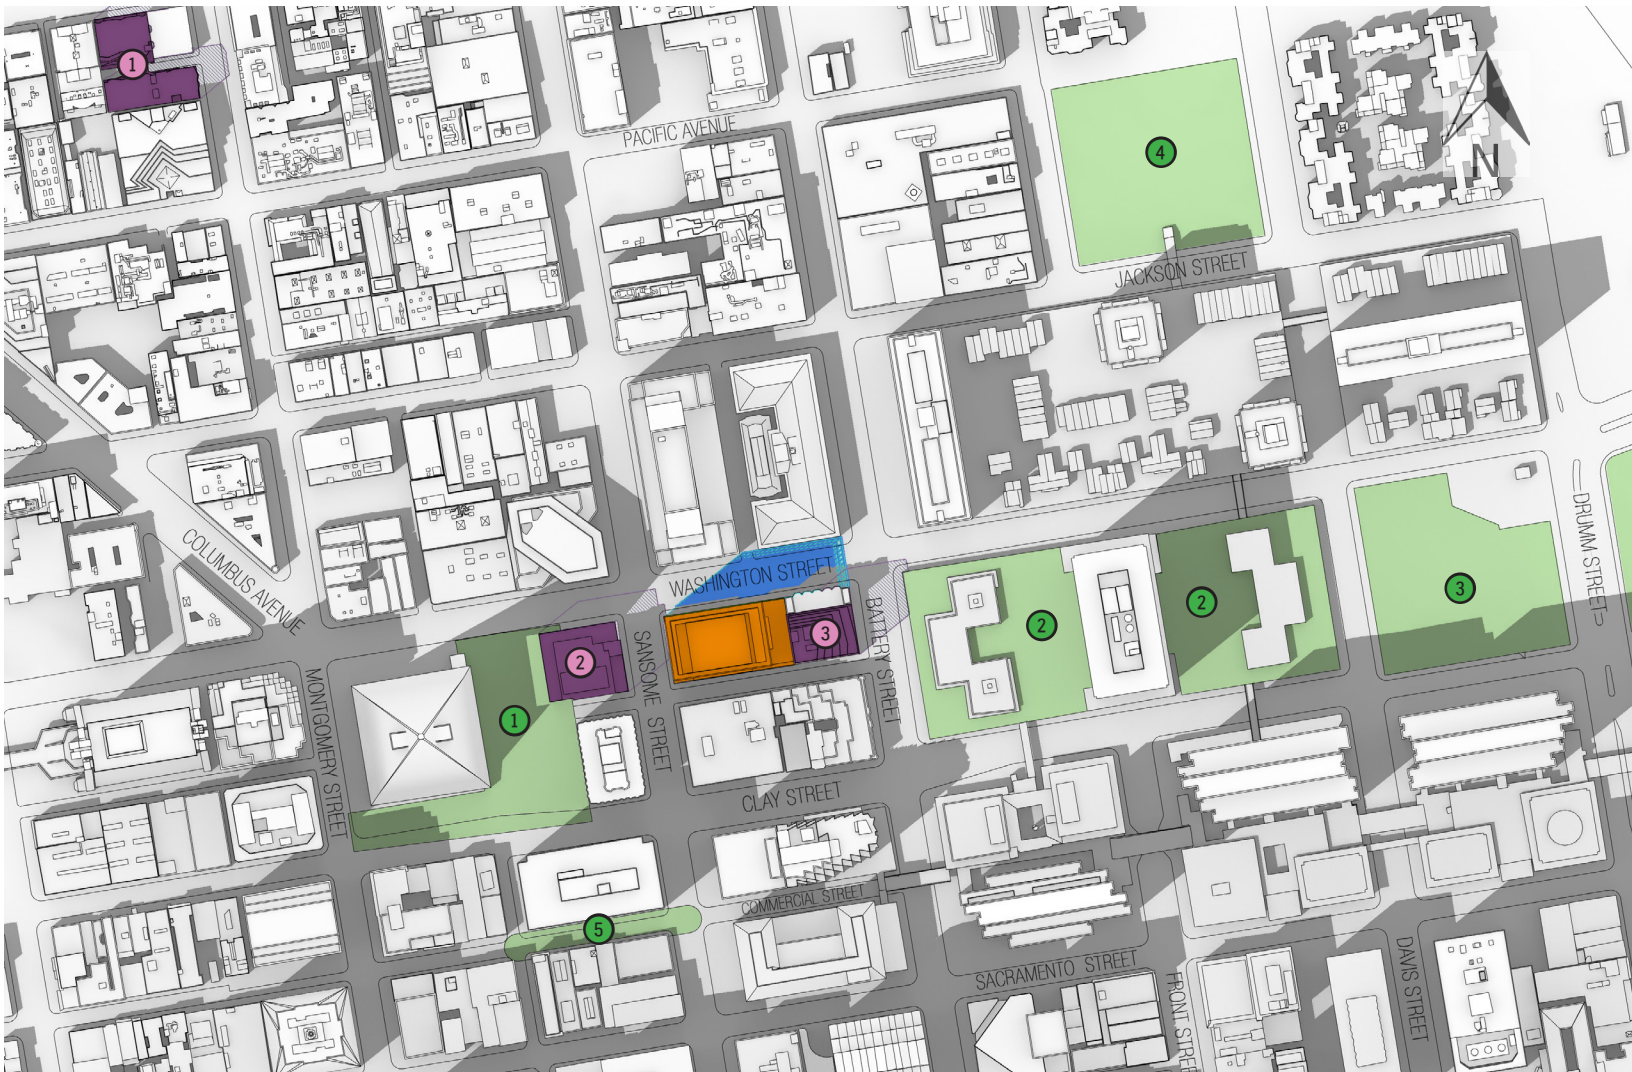 1
PACIFIC AVENUE
4
N
JACKSON STREET
COLUMBUS AVENUE
WASHINGTON STREET
DRUMM STREET
2
3
2
2
3
BATTERY STREET
SANSOME STREET
MONTGOMERY STREET
1
CLAY STREET
COMMERCIAL STREET
5
SACRAMENTO STREET
FRONT STREET
DAVIS STREET